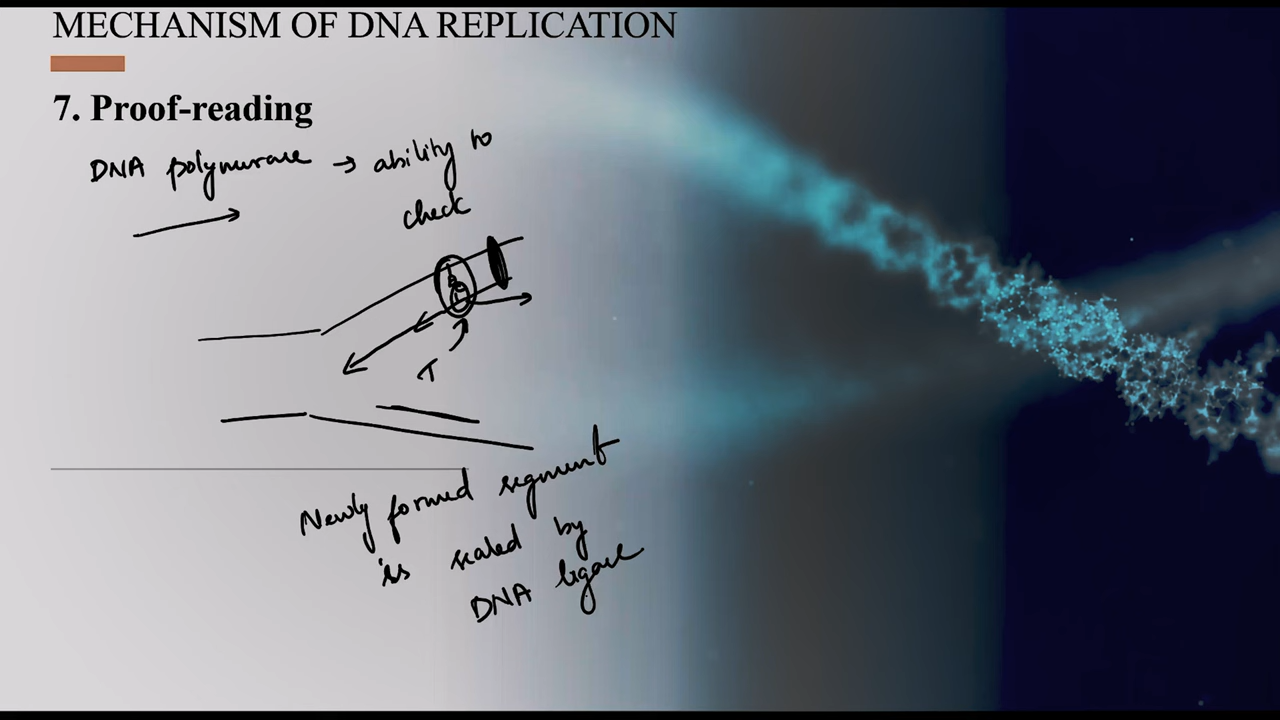 MECHANISM OF DNA REPLICATION
7. Proof-reading
DNA polymerase → ability to
check
T
Newly formed segment
is sealed by
DNA ligase